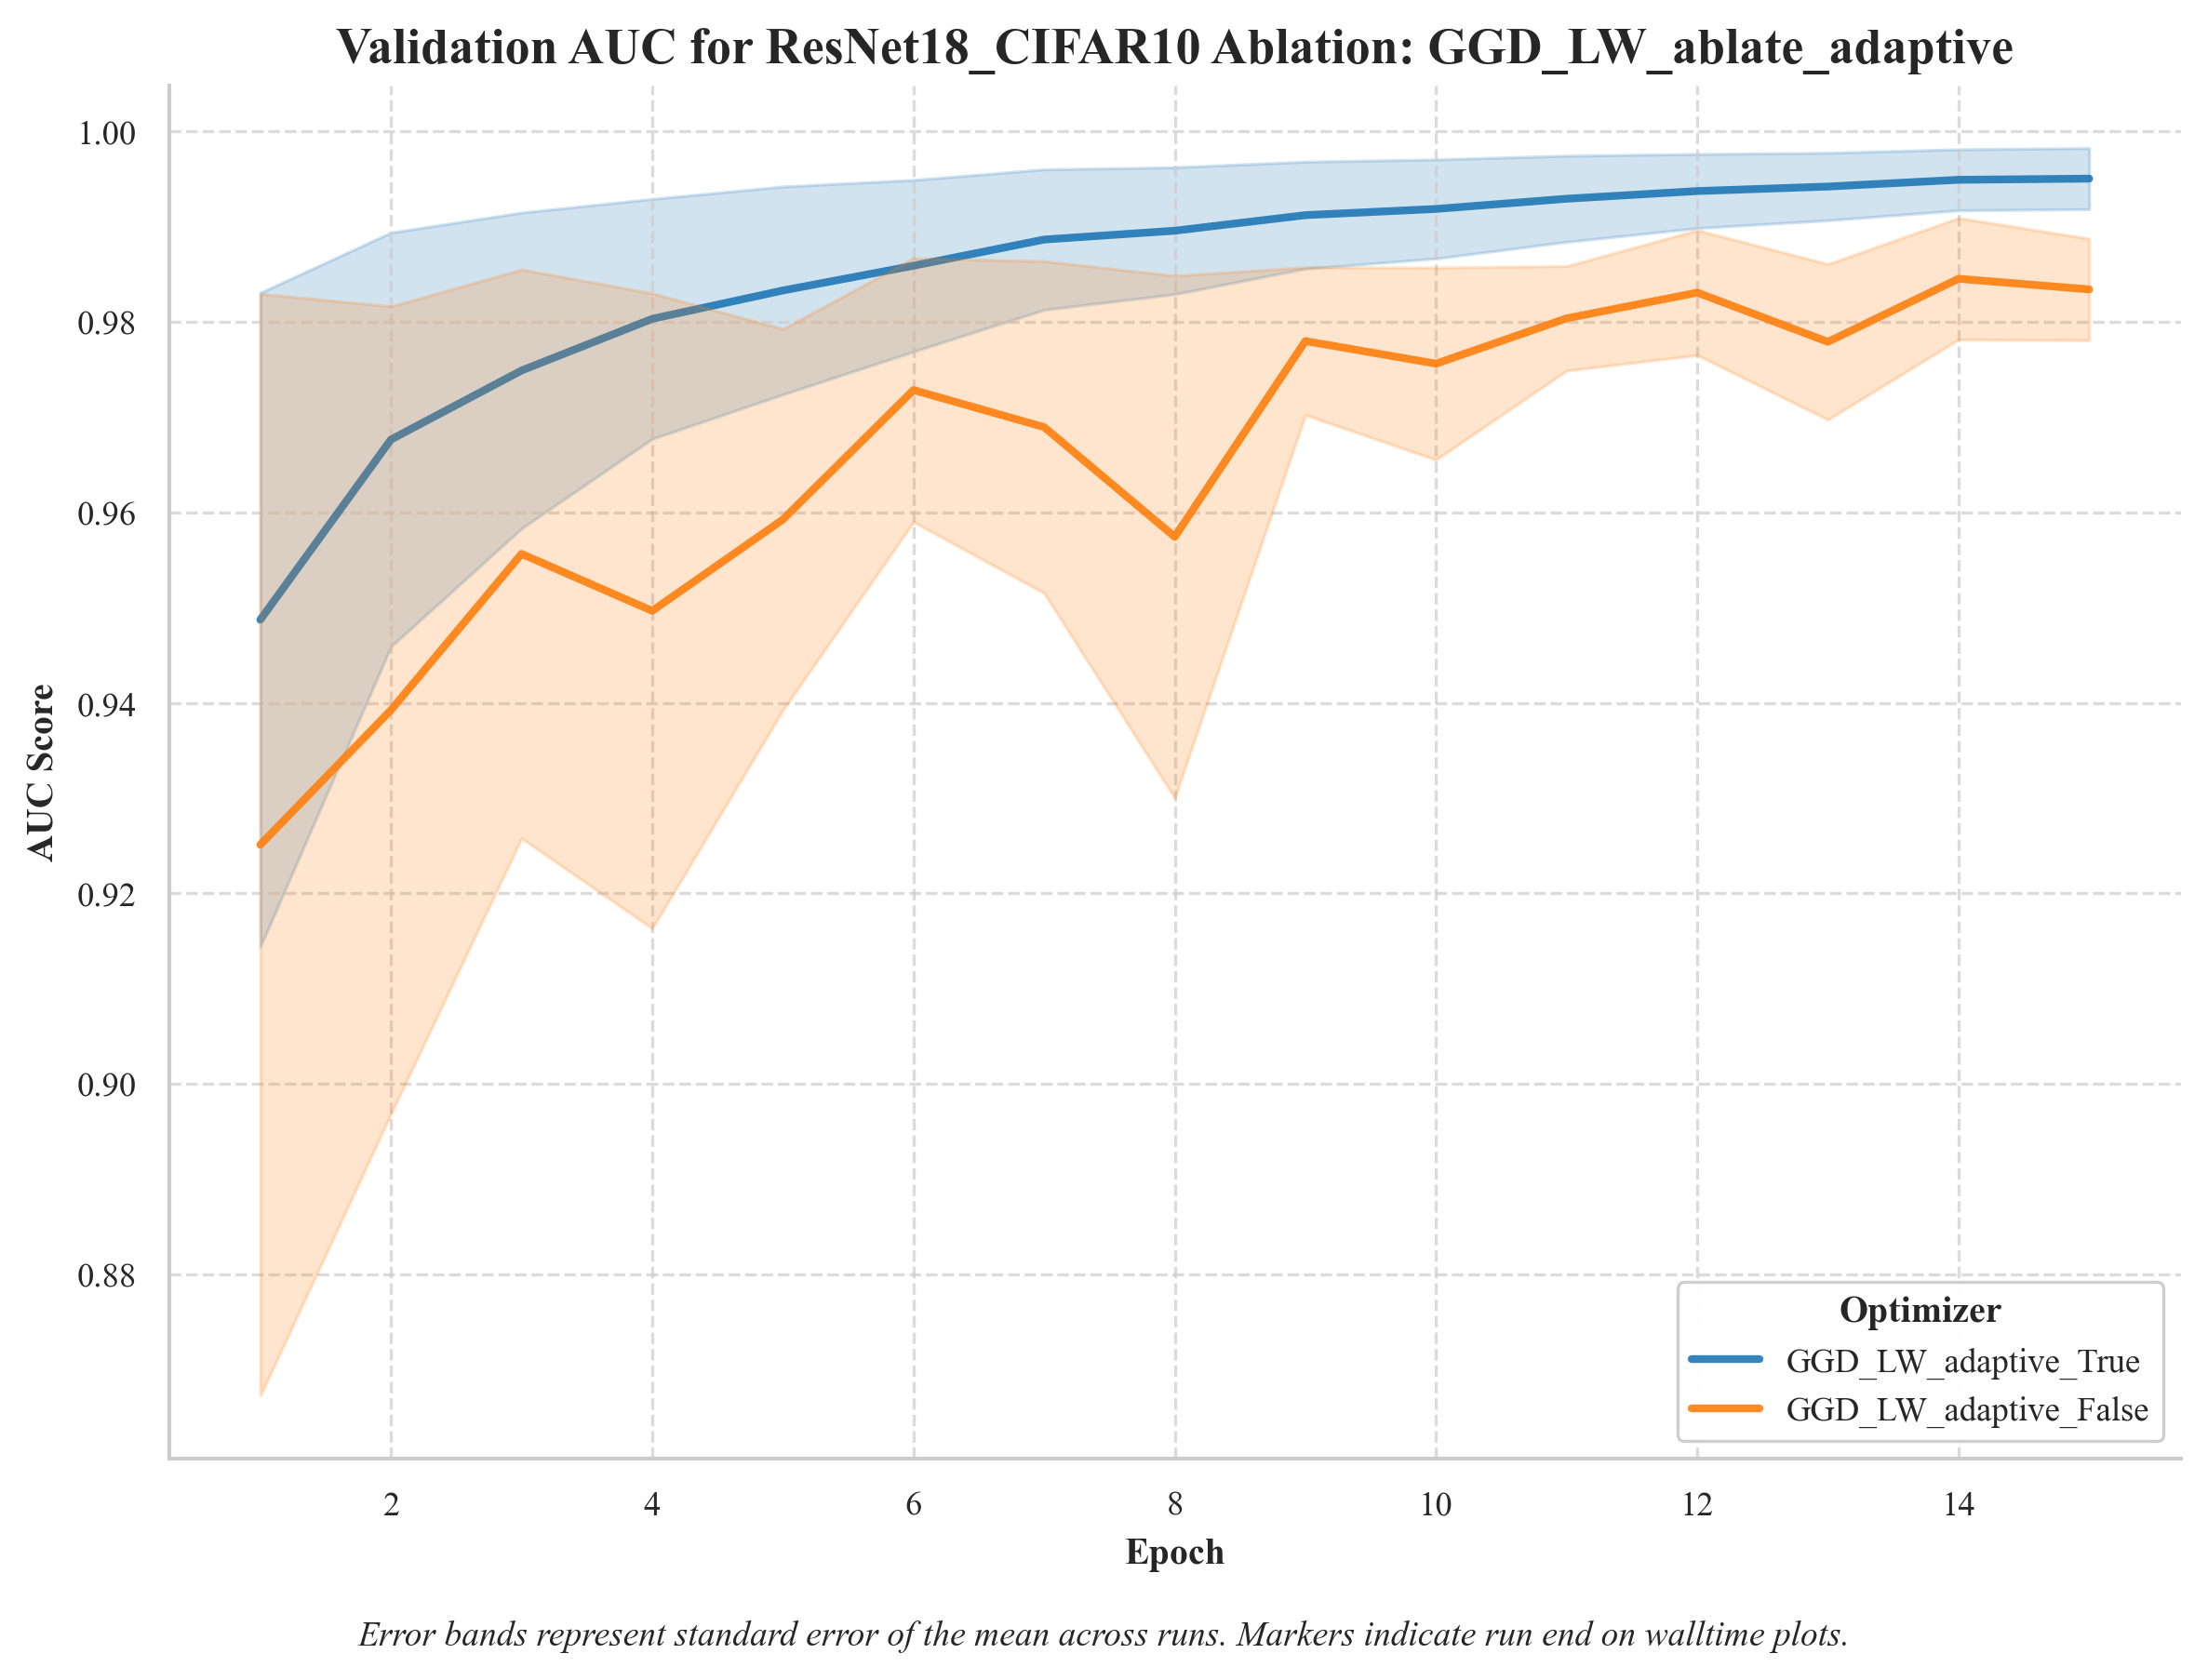 Validation AUC for ResNet18_CIFAR10 Ablation: GGD_LW_ablate_adaptive
1.00
0.98
0.96
0.94
0.92
0.90
0.88
AUC Score
2 4 6 8 10 12 14
Epoch
Optimizer
GGD_LW_adaptive_True
GGD_LW_adaptive_False
Error bands represent standard error of the mean across runs. Markers indicate run end on walltime plots.